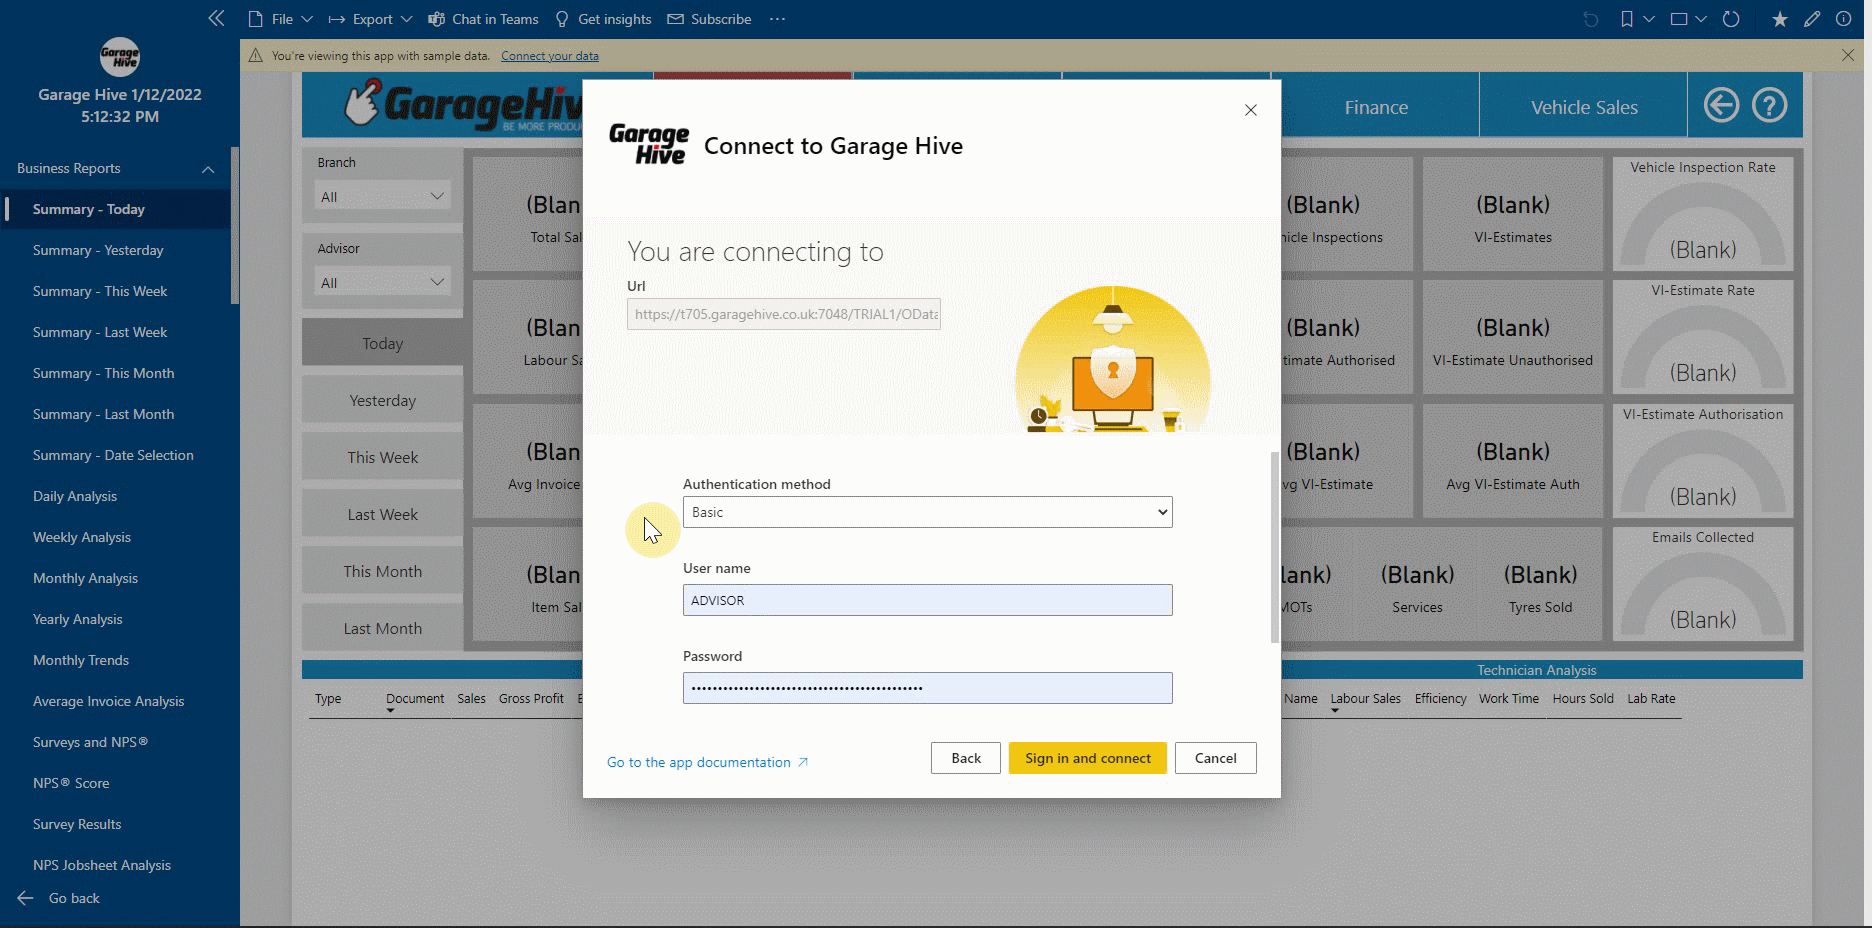 File
Export
Chat in Teams
Get insights
Subscribe
Garage Hive
Garage Hive 1/12/2022
5:12:32 PM
You're viewing this app with sample data. Connect your data
Business Reports
Summary - Today
Summary - Yesterday
Summary - This Week
Summary - Last Week
Summary - This Month
Summary - Last Month
Summary - Date Selection
Daily Analysis
Weekly Analysis
Monthly Analysis
Yearly Analysis
Monthly Trends
Average Invoice Analysis
Surveys and NPS®
NPS® Score
Survey Results
NPS Jobsheet Analysis
Go back
GarageHiv
BE MORE PRODU
Finance
Vehicle Sales
Branch
All
Advisor
All
Today
Yesterday
This Week
Last Week
This Month
Last Month
(Blan
Total Sal
(Blan
Labour Sa
(Blan
Avg Invoice
(Blan
Item Sal
Garage
Hive
Connect to Garage Hive
You are connecting to
Url
https://t705.garagehive.co.uk:7048/TRIAL1/OData
Authentication method
Basic
User name
ADVISOR
Password
Go to the app documentation
Back
Sign in and connect
Cancel
(Blank)
hicle Inspections
(Blank)
VI-Estimates
Vehicle Inspection Rate
(Blank)
(Blank)
timate Authorised
(Blank)
VI-Estimate Unauthorised
VI-Estimate Rate
(Blank)
(Blank)
vg VI-Estimate
(Blank)
Avg VI-Estimate Auth
VI-Estimate Authorisation
(Blank)
lank)
MOTs
(Blank)
Services
(Blank)
Tyres Sold
Emails Collected
(Blank)
Technician Analysis
Type Document Sales Gross Profit
Name Labour Sales Efficiency Work Time Hours Sold Lab Rate